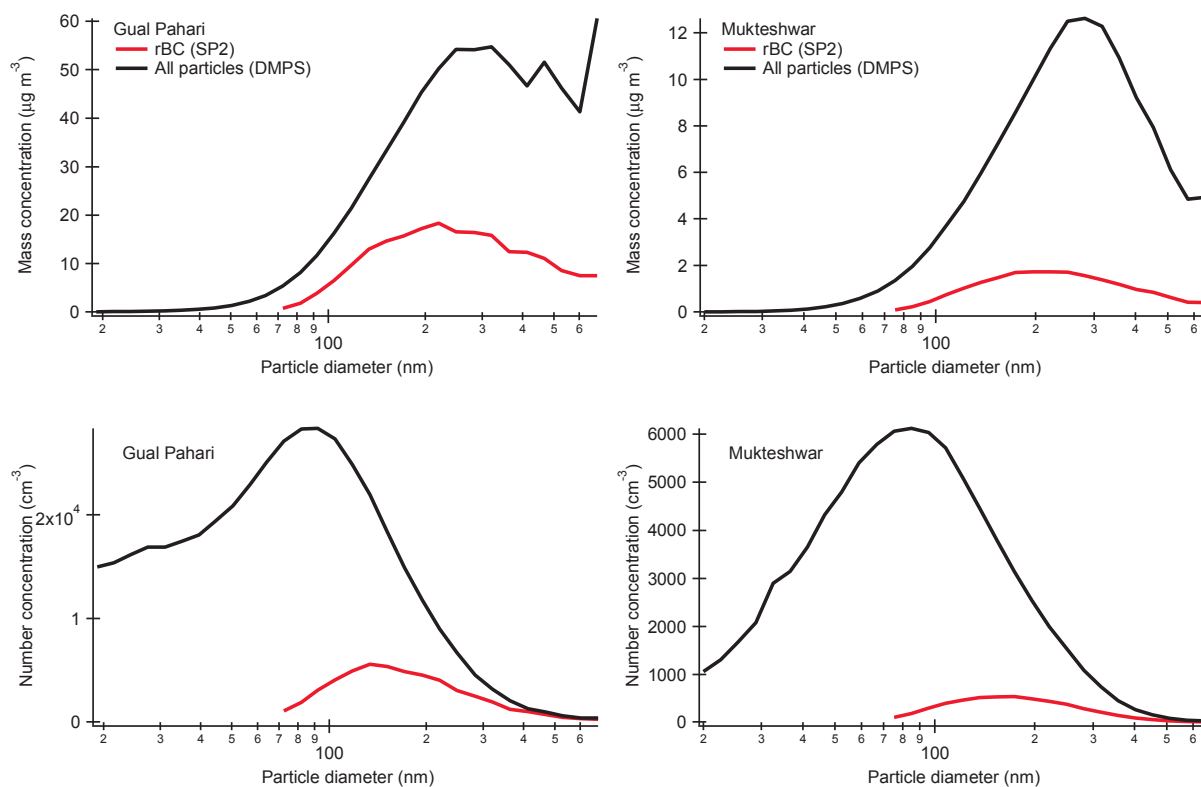 Gual Pahari
rBC (SP2)
All particles (DMPS)
Mass concentration (µg m-3)
60
50
40
30
20
10
0
2 3 4 5 6 7 8 9 2 3 4 5 6
100
Particle diameter (nm)
Mukteshwar
rBC (SP2)
All particles (DMPS)
Mass concentration (µg m-3)
12
10
8
6
4
2
0
2 3 4 5 6 7 8 9 2 3 4 5 6
100
Particle diameter (nm)
Gual Pahari
Number concentration (cm-3)
2x10^4
1
0
2 3 4 5 6 7 8 9 2 3 4 5 6
100
Particle diameter (nm)
Mukteshwar
Number concentration (cm-3)
6000
5000
4000
3000
2000
1000
0
2 3 4 5 6 7 8 9 2 3 4 5 6
100
Particle diameter (nm)